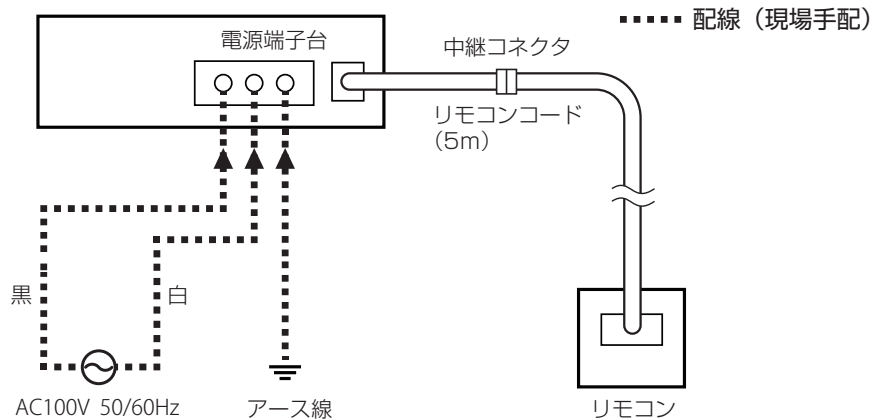 配線（現場手配）
電源端子台
中継コネクタ
リモコンコード
（5m）
黒
白
AC100V 50/60Hz
アース線
リモコン